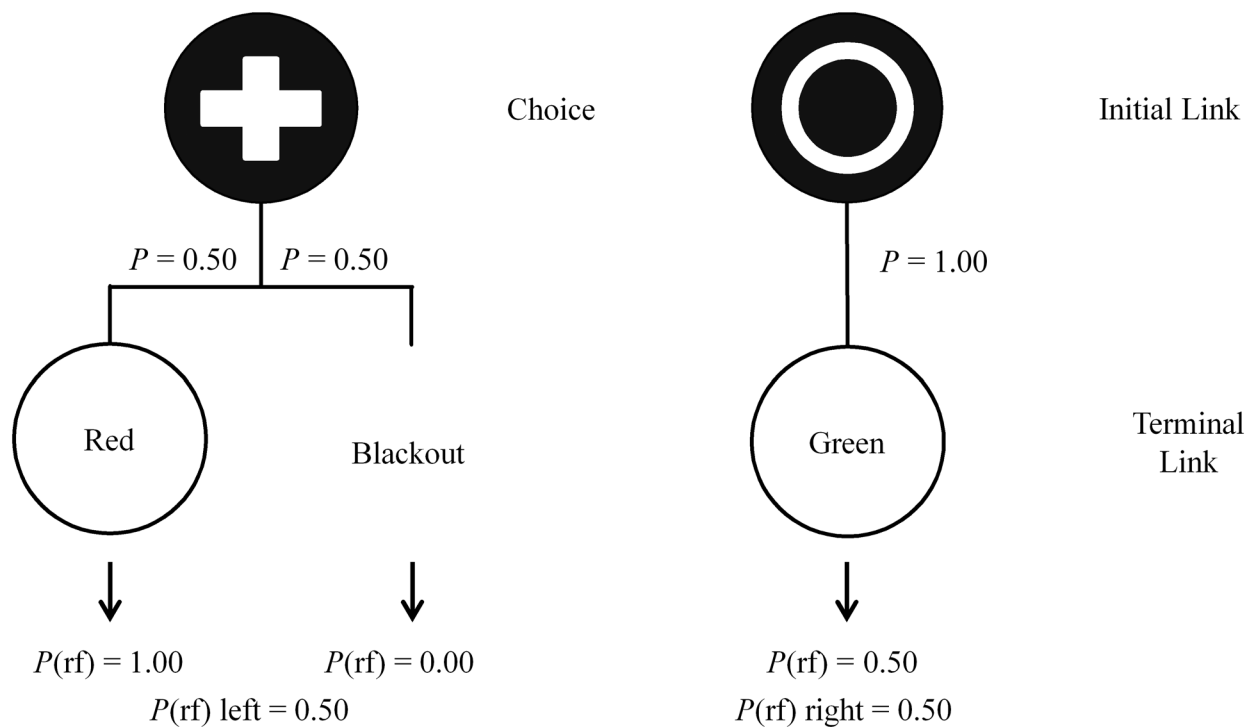 Choice
Initial Link
P = 0.50
P = 0.50
P = 1.00
Red
Blackout
Green
Terminal
Link
P(rf) = 1.00
P(rf) = 0.00
P(rf) = 0.50
P(rf) left = 0.50
P(rf) right = 0.50